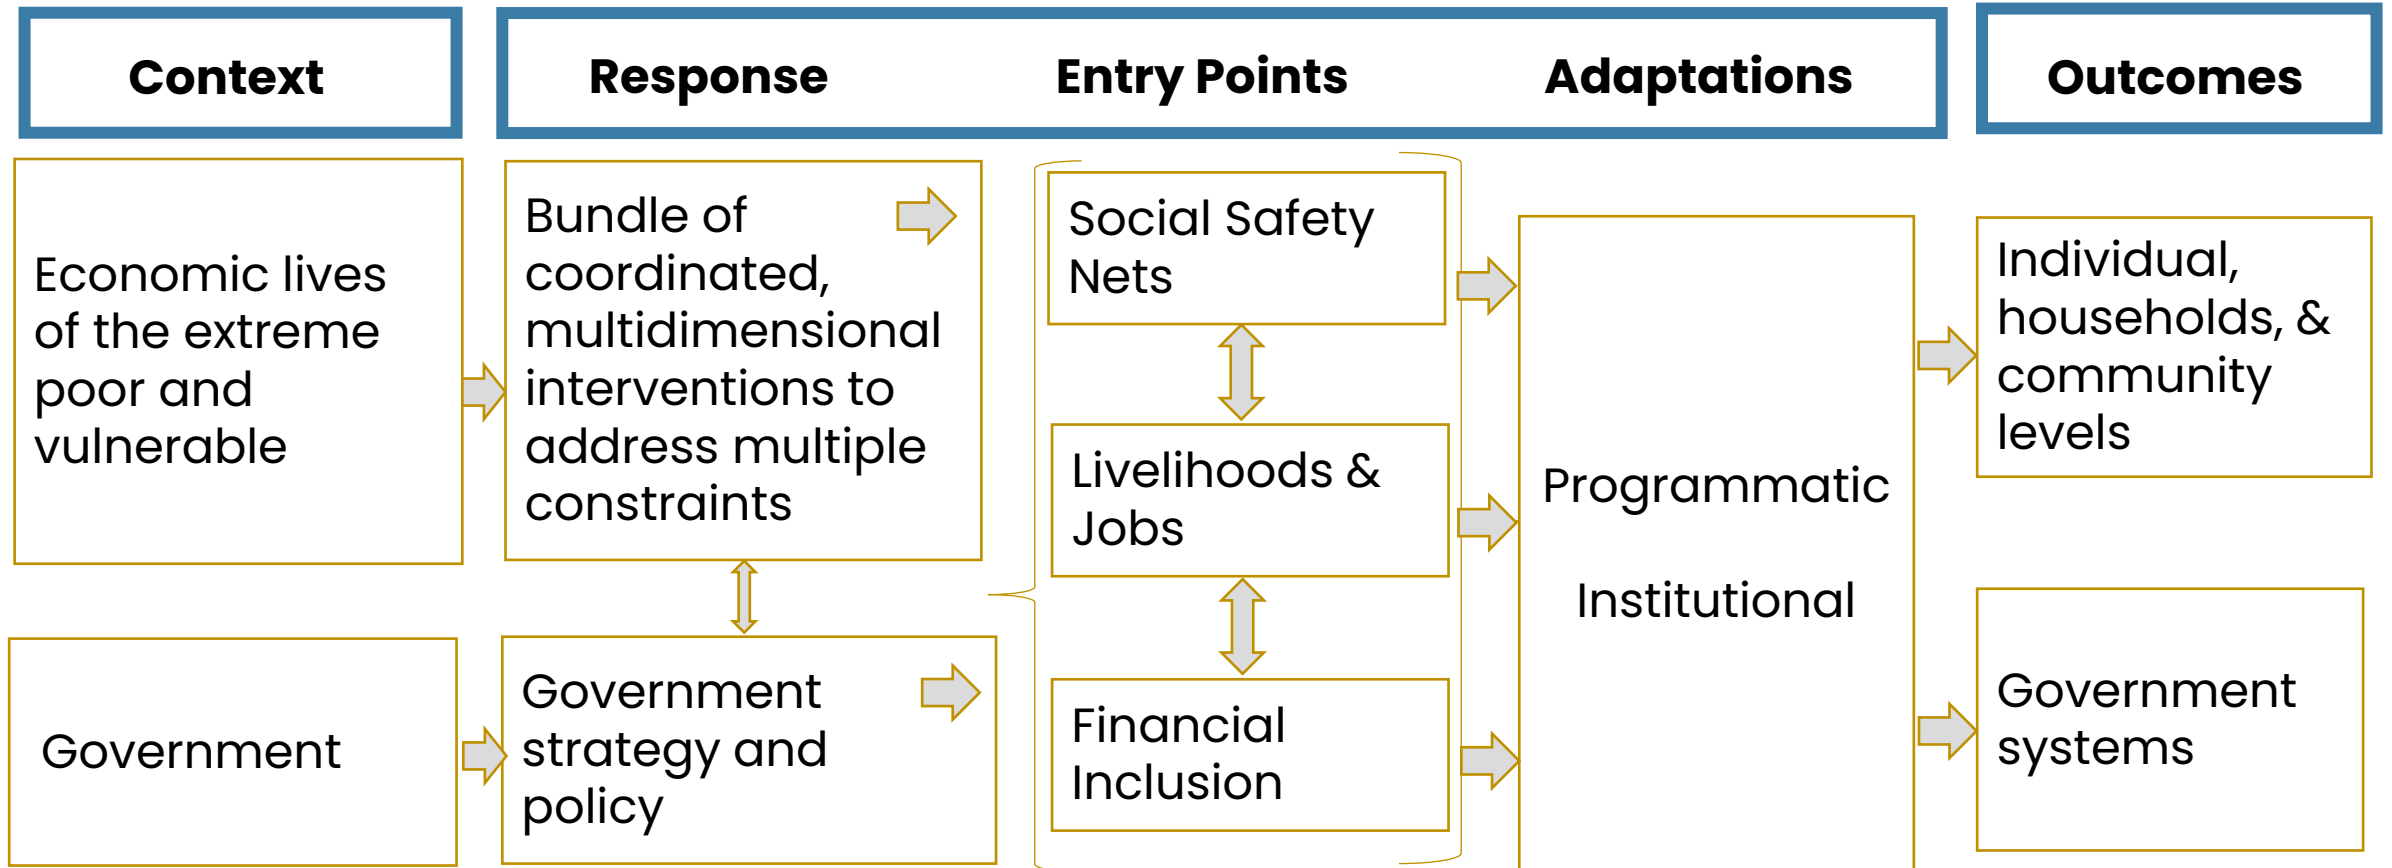 Context
Response
Entry Points
Adaptations
Outcomes
Economic lives
of the extreme
poor and
vulnerable
Government
Bundle of
coordinated,
multidimensional
interventions to
address multiple
constraints
Government
strategy and
policy
Social Safety
Nets
Livelihoods &
Jobs
Financial
Inclusion
Programmatic
Institutional
Individual,
households, &
community
levels
Government
systems